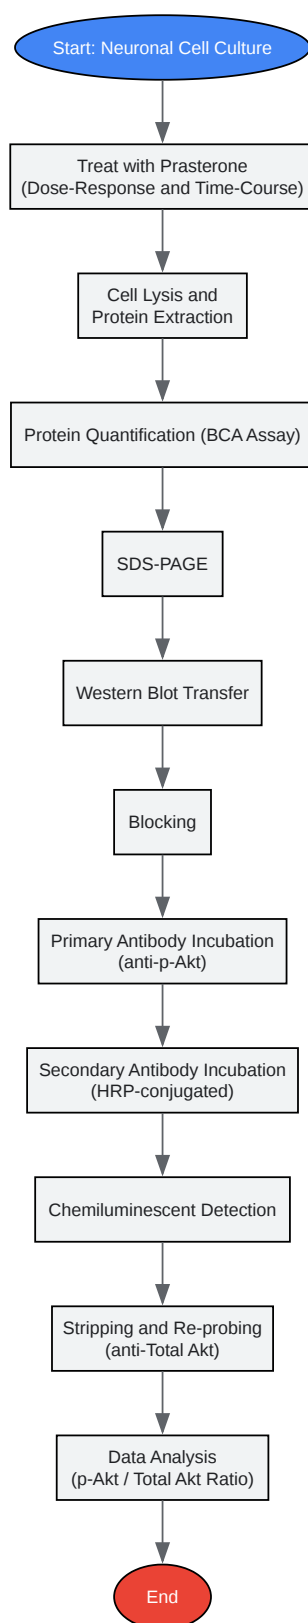 Start: Neuronal Cell Culture
Treat with Prasterone
(Dose-Response and Time-Course)
Cell Lysis and
Protein Extraction
Protein Quantification (BCA Assay)
SDS-PAGE
Western Blot Transfer
Blocking
Primary Antibody Incubation
(anti-p-Akt)
Secondary Antibody Incubation
(HRP-conjugated)
Chemiluminescent Detection
Stripping and Re-probing
(anti-Total Akt)
Data Analysis
(p-Akt / Total Akt Ratio)
End